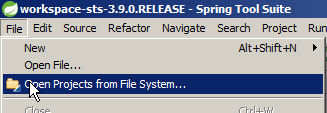 workspace-sts-3.9.0.RELEASE - Spring Tool Suite
File Edit Source Refactor Navigate Search Project Run
New Alt+Shift+N
Open File...
Open Projects from File System...
Close Ctrl+W